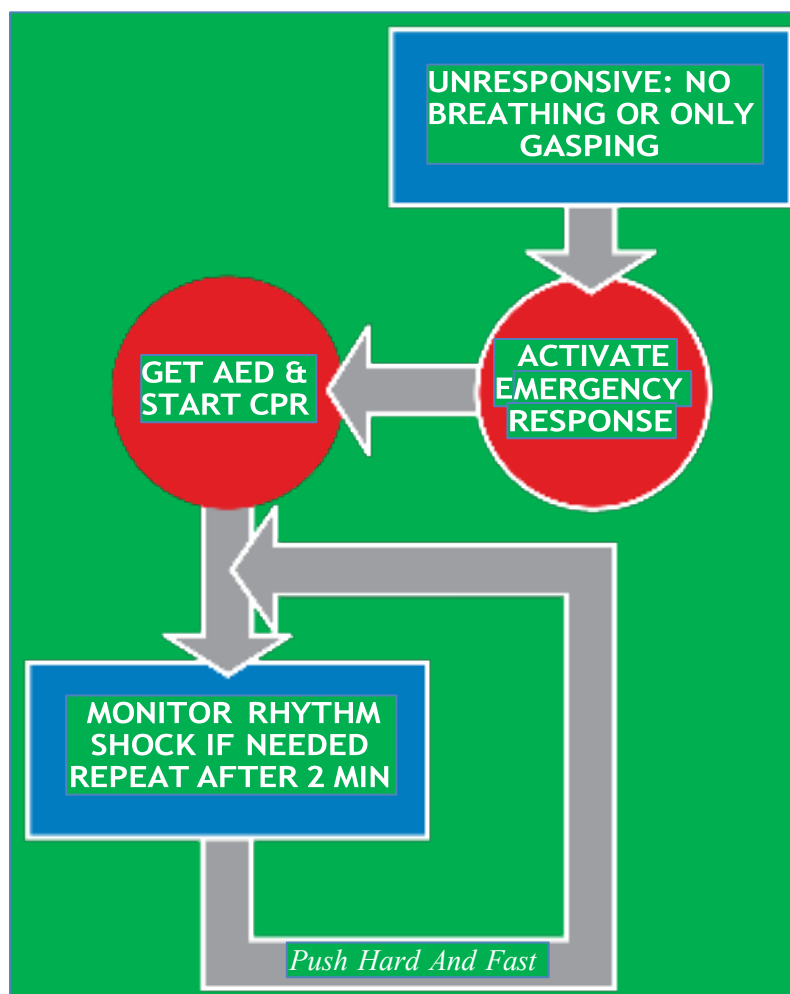 UNRESPONSIVE: NO
BREATHING OR ONLY
GASPING
ACTIVATE
EMERGENCY
RESPONSE
GET AED &
START CPR
MONITOR RHYTHM
SHOCK IF NEEDED
REPEAT AFTER 2 MIN
Push Hard And Fast